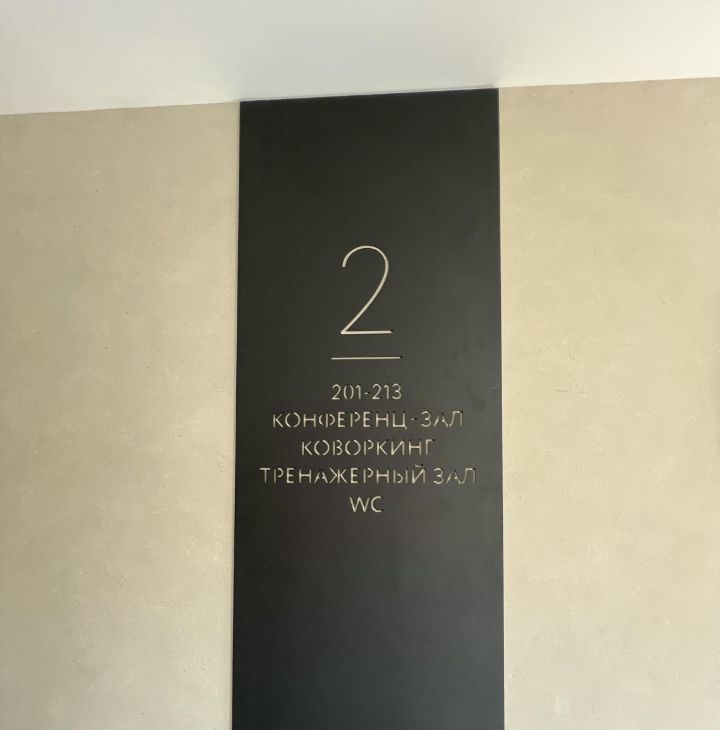 2
201-213
КОНФЕРЕНЦ-ЗАЛ
КОВОРКИНГ
ТРЕНАЖЕРНЫЙ ЗАЛ
WC